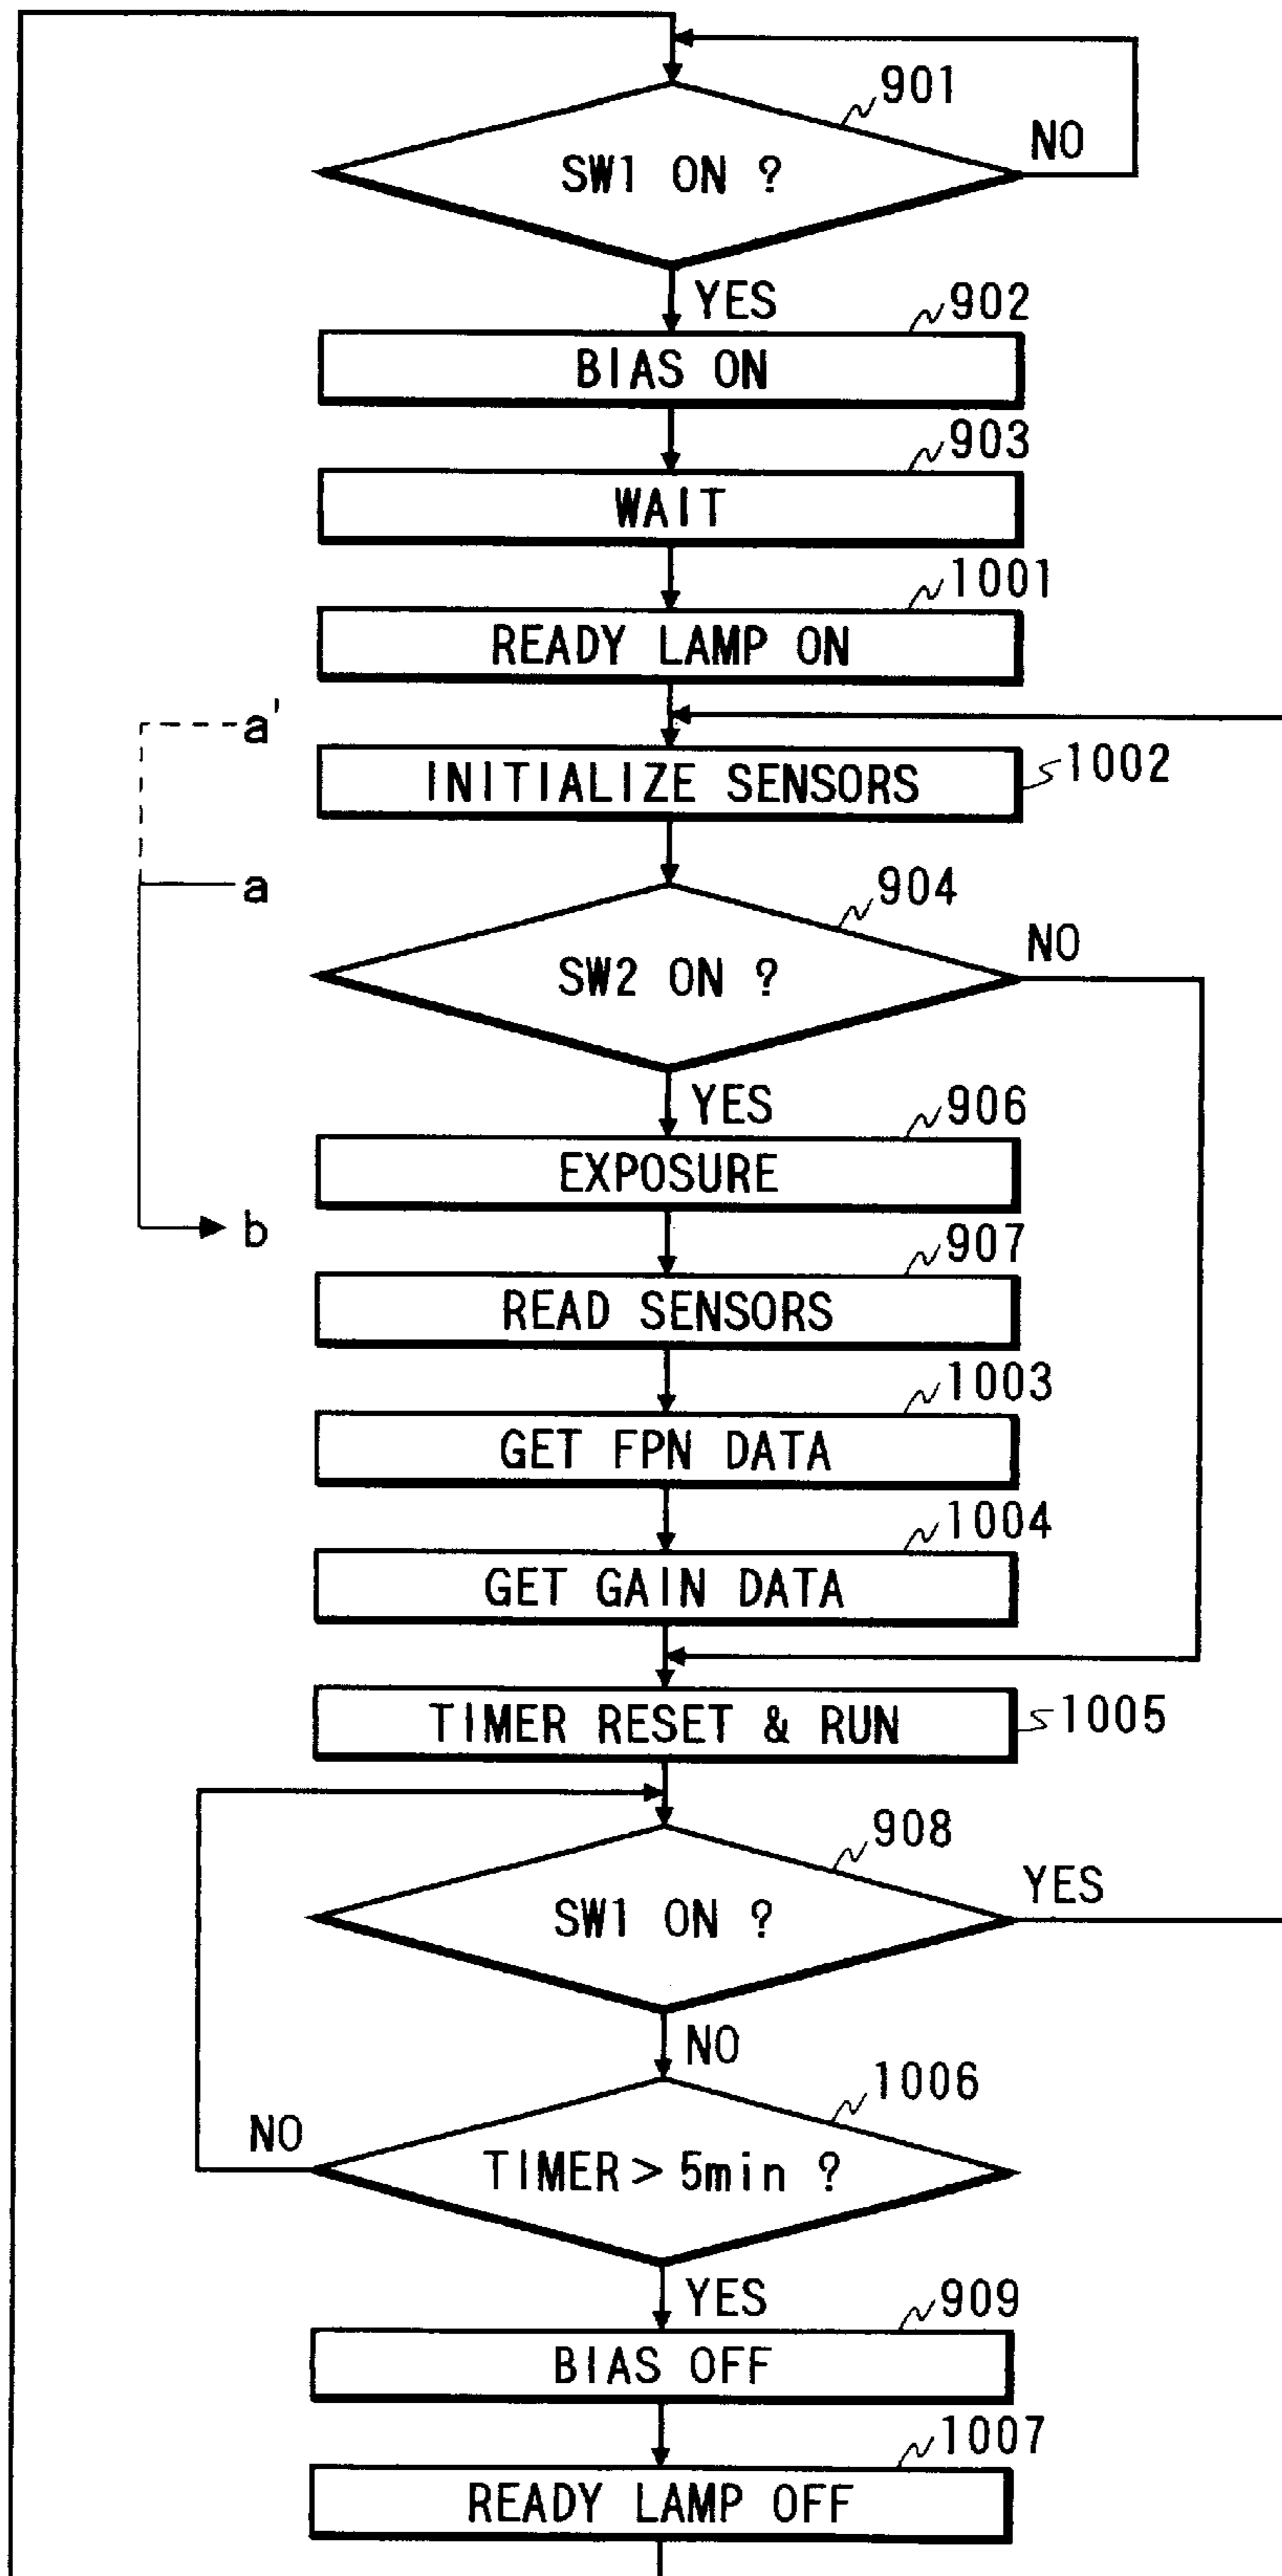 901
SW1 ON ?
NO
YES
902
BIAS ON
903
WAIT
1001
READY LAMP ON
a'
INITIALIZE SENSORS
1002
a
904
SW2 ON ?
NO
YES
906
EXPOSURE
b
907
READ SENSORS
1003
GET FPN DATA
1004
GET GAIN DATA
TIMER RESET & RUN
1005
908
SW1 ON ?
YES
NO
1006
NO
TIMER > 5min ?
YES
909
BIAS OFF
1007
READY LAMP OFF